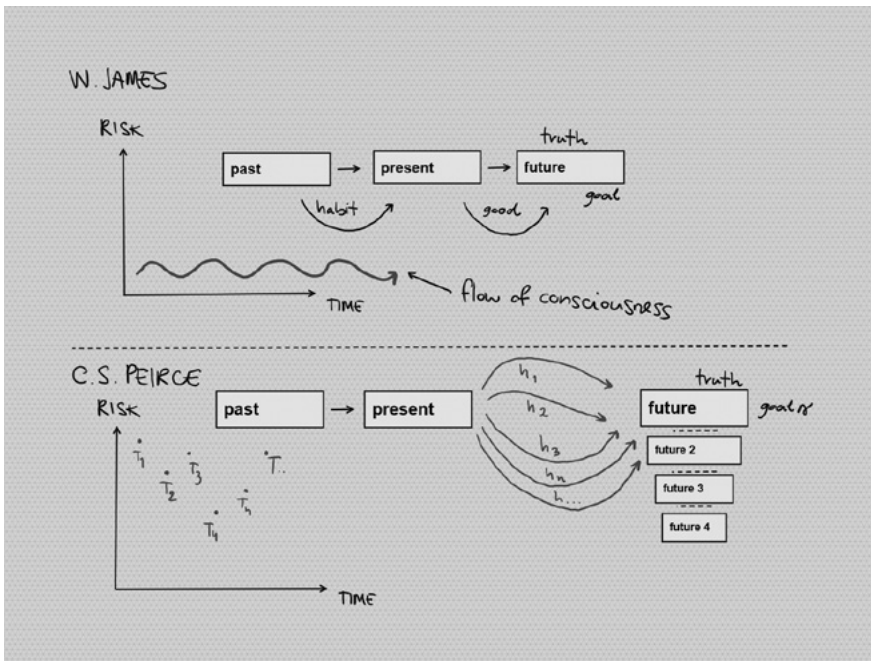 W. JAMES
RISK
truth
past
present
future
goal
habit
good
flow of consciousness
TIME
C.S. PEIRCE
RISK
past
present
h1
h2
h3
hn
h...
truth
future
goals
future 2
future 3
future 4
T1
T2
T3
T4
Tn
T..
TIME